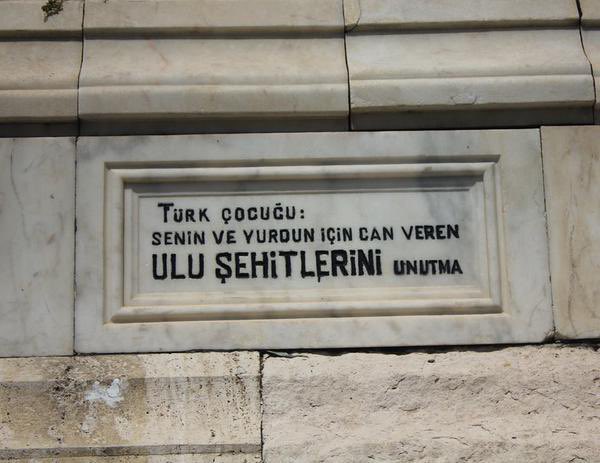 TÜRK ÇOCUĞU:
SENİN VE YURDUN İÇİN CAN VEREN
ULU ŞEHİTLERİNİ UNUTMA